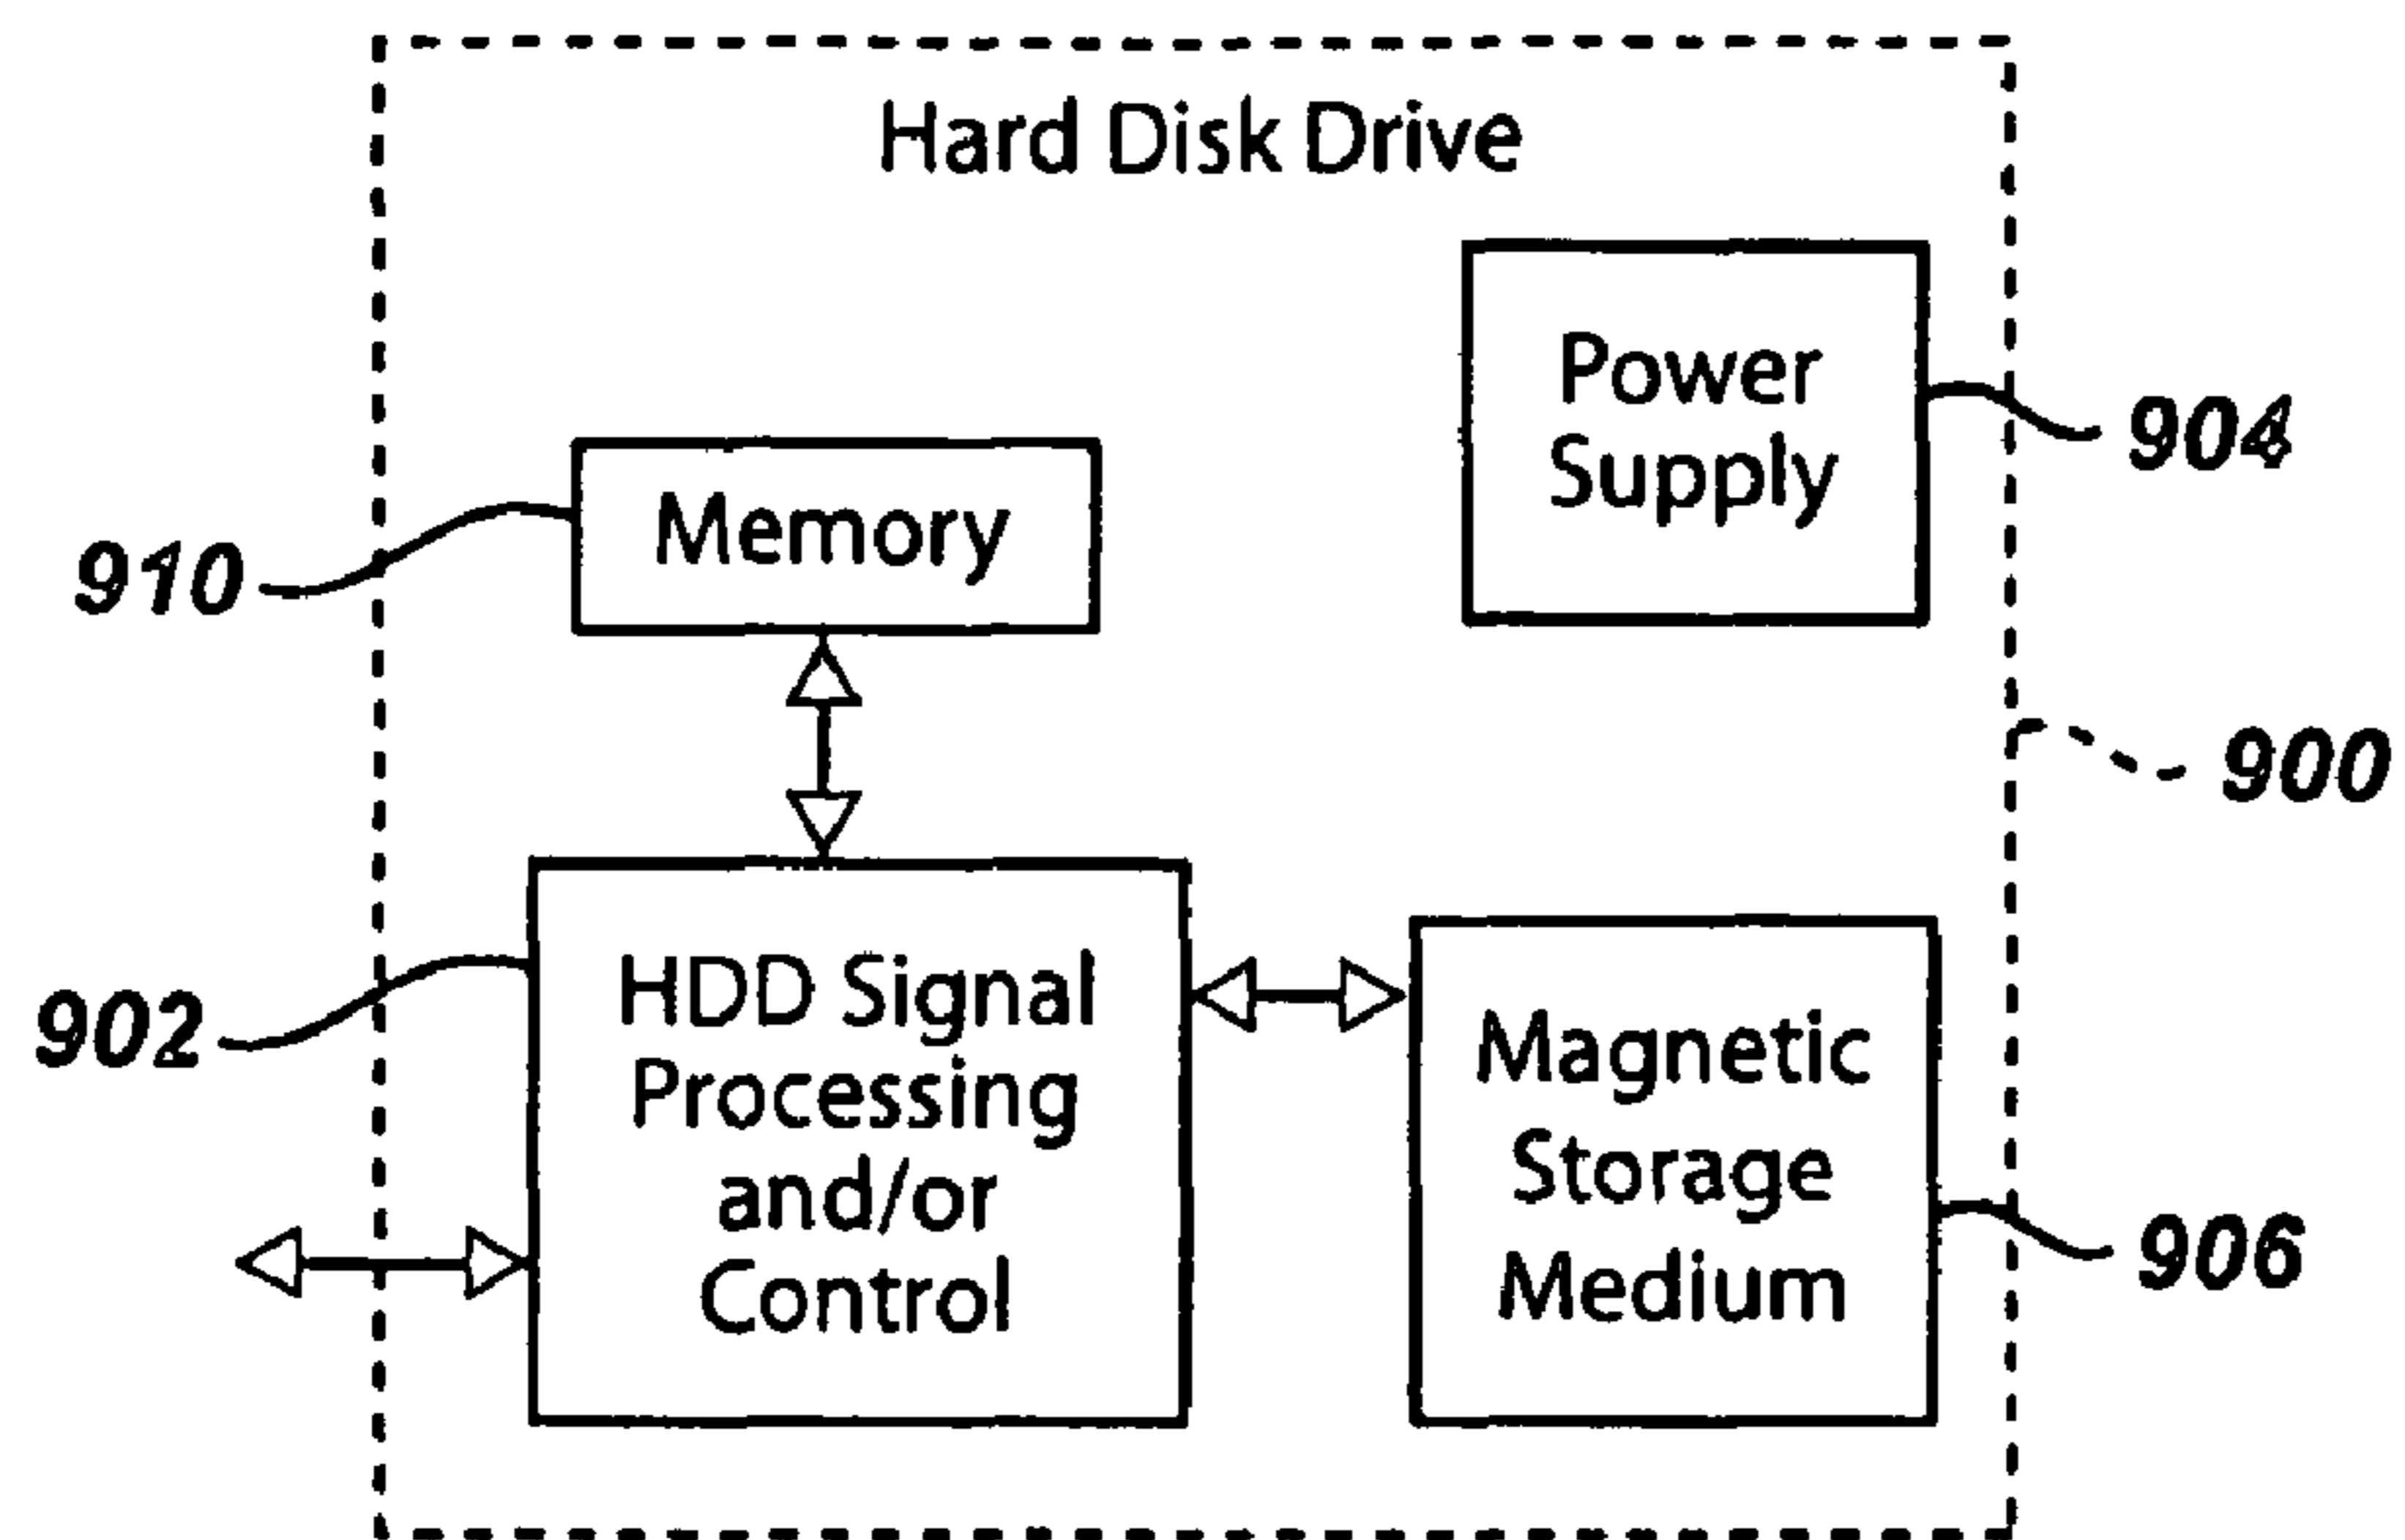 Hard Disk Drive
Power
Supply
904
Memory
910
900
HDD Signal
Processing
and/or
Control
902
Magnetic
Storage
Medium
906